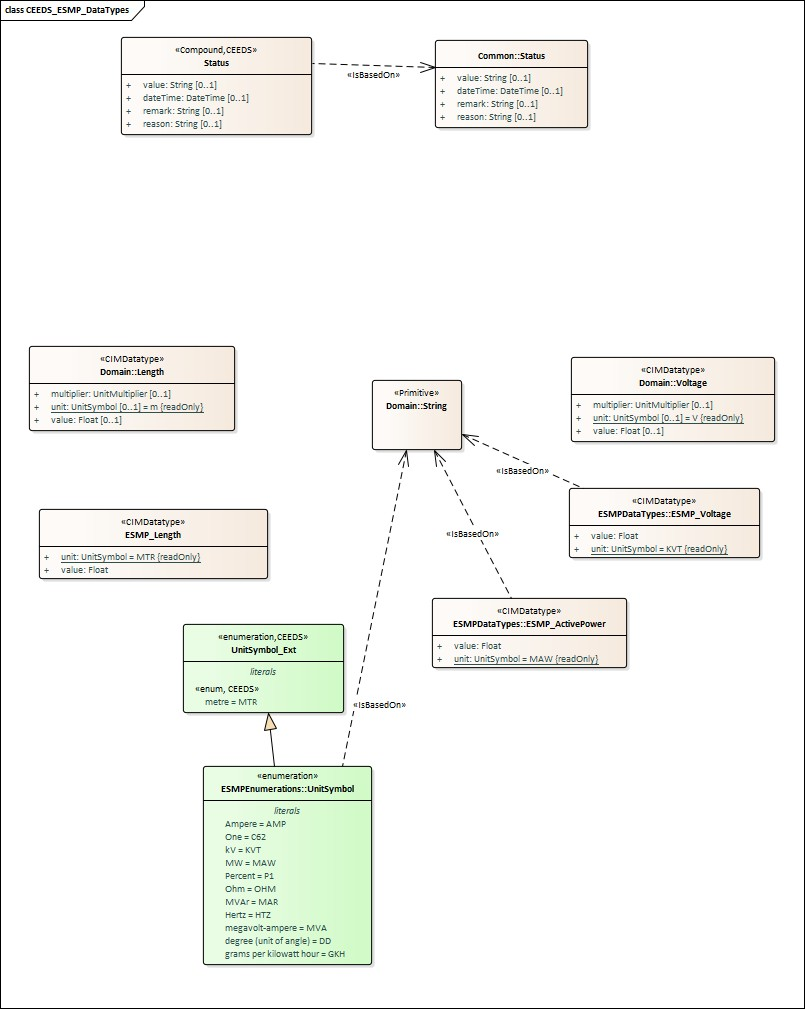 class CEEDS_ESMP_DataTypes
«Compound,CEEDS»
Status
+ value: String [0..1]
+ dateTime: DateTime [0..1]
+ remark: String [0..1]
+ reason: String [0..1]
«IsBasedOn»
Common::Status
+ value: String [0..1]
+ dateTime: DateTime [0..1]
+ remark: String [0..1]
+ reason: String [0..1]
«CIMDatatype»
Domain::Length
+ multiplier: UnitMultiplier [0..1]
+ unit: UnitSymbol [0..1] = m {readOnly}
+ value: Float [0..1]
«Primitive»
Domain::String
«CIMDatatype»
Domain::Voltage
+ multiplier: UnitMultiplier [0..1]
+ unit: UnitSymbol [0..1] = V {readOnly}
+ value: Float [0..1]
«IsBasedOn»
«CIMDatatype»
ESMPDataTypes::ESMP_Voltage
+ value: Float
+ unit: UnitSymbol = KVT {readOnly}
«CIMDatatype»
ESMP_Length
+ unit: UnitSymbol = MTR {readOnly}
+ value: Float
«IsBasedOn»
«CIMDatatype»
ESMPDataTypes::ESMP_ActivePower
+ value: Float
+ unit: UnitSymbol = MAW {readOnly}
«enumeration,CEEDS»
UnitSymbol_Ext
literals
«enum, CEEDS»
metre = MTR
«IsBasedOn»
«enumeration»
ESMPEnumerations::UnitSymbol
literals
Ampere = AMP
One = C62
kV = KVT
MW = MAW
Percent = P1
Ohm = OHM
MVAr = MAR
Hertz = HTZ
megavolt-ampere = MVA
degree (unit of angle) = DD
grams per kilowatt hour = GKH